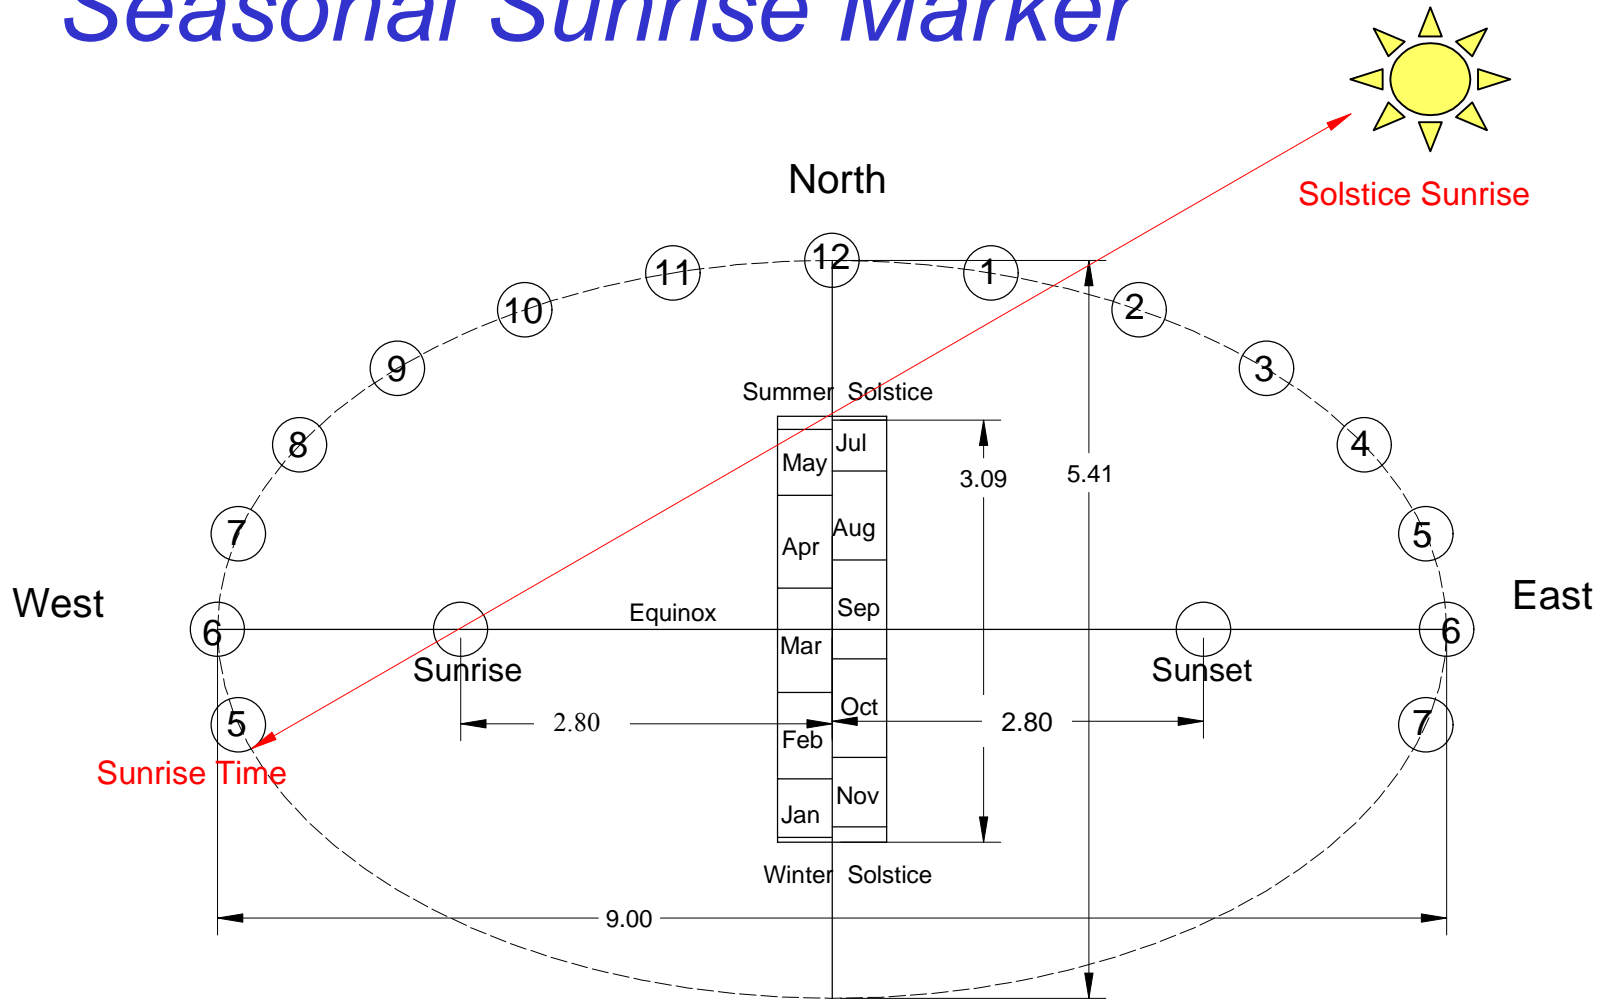 Seasonal Sunrise Marker
North
Solstice Sunrise
12
11
1
10
2
9
3
Summer Solstice
8
4
Jul
May
3.09
5.41
7
Aug
5
Apr
West
East
Sep
Equinox
6
6
Mar
Sunrise
Sunset
Oct
5
2.80
2.80
7
Feb
Sunrise Time
Nov
Jan
Winter Solstice
9.00